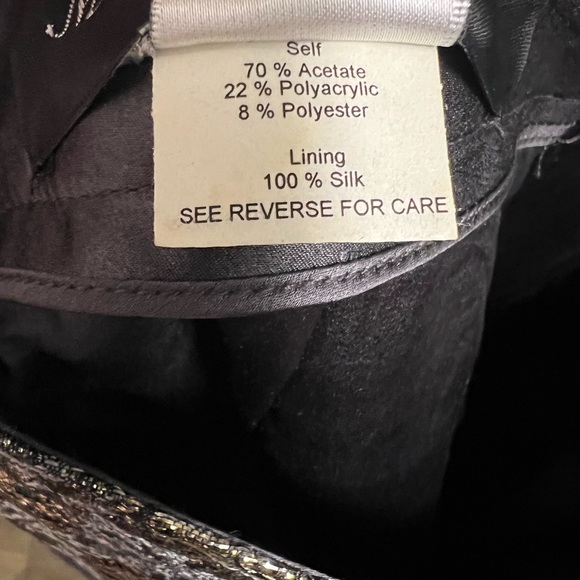 Self
70 % Acetate
22 % Polyacrylic
8 % Polyester
Lining
100 % Silk
SEE REVERSE FOR CARE